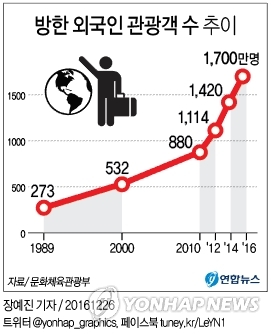 방한 외국인 관광객 수 추이
1,700만명
1500
1,420
1,114
1000
880
532
500
273
0
1989
2000
2010 '12 '14 '16
자료/ 문화체육관광부
연합뉴스
장예진 기자 / 20161226
YONHAP NEWS
트위터 @yonhap_graphics, 페이스북 tuney.kr/LeYN1